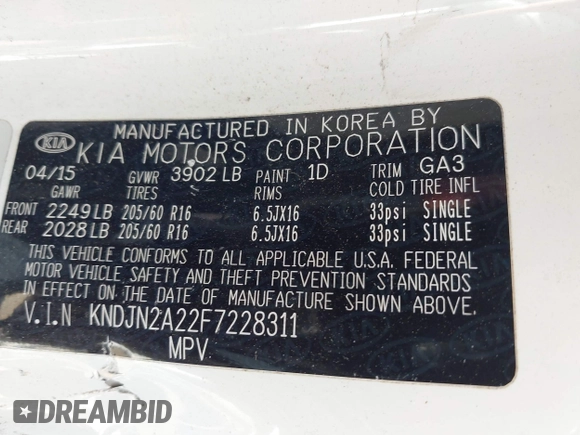 MANUFACTURED IN KOREA BY
KIA KIA MOTORS CORPORATION
04/15 GVWR 3902 LB PAINT 1D TRIM GA3
GAWR TIRES RIMS COLD TIRE INFL
FRONT 2249 LB 205/60 R16 6.5JX16 33psi SINGLE
REAR 2028 LB 205/60 R16 6.5JX16 33psi SINGLE
THIS VEHICLE CONFORMS TO ALL APPLICABLE U.S.A. FEDERAL
MOTOR VEHICLE SAFETY AND THEFT PREVENTION STANDARDS
IN EFFECT ON THE DATE OF MANUFACTURE SHOWN ABOVE.
V.I.N KNDJN2A22F7228311
MPV
DREAMBID